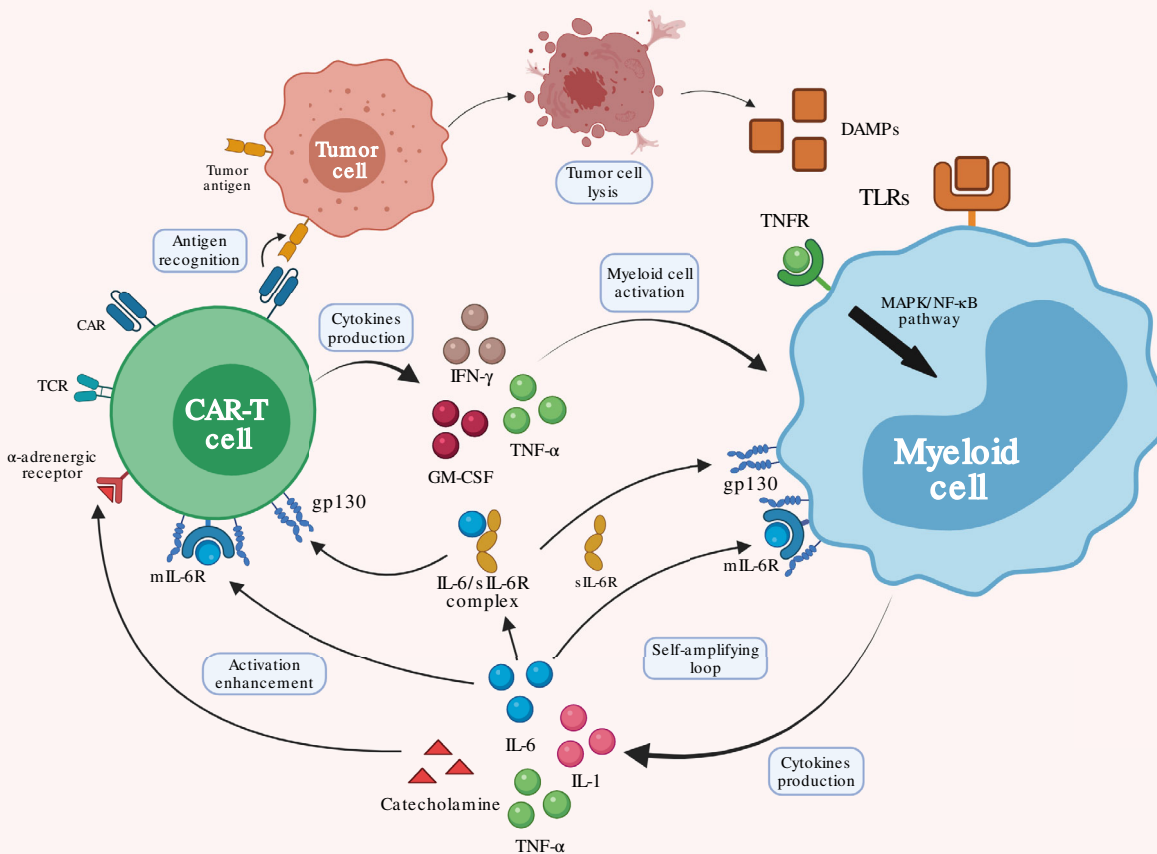 Tumor
cell
Tumor
antigen
Tumor cell
lysis
DAMPs
TLRs
TNFR
Antigen
recognition
Myeloid cell
activation
MAPK/NF-κB
pathway
CAR
Cytokines
production
IFN-γ
TCR
CAR-T
cell
TNF-α
GM-CSF
α-adrenergic
receptor
Myeloid
cell
gp130
gp130
mIL-6R
IL-6/sIL-6R
complex
sIL-6R
mIL-6R
Activation
enhancement
Self-amplifying
loop
IL-6
IL-1
Cytokines
production
Catecholamine
TNF-α